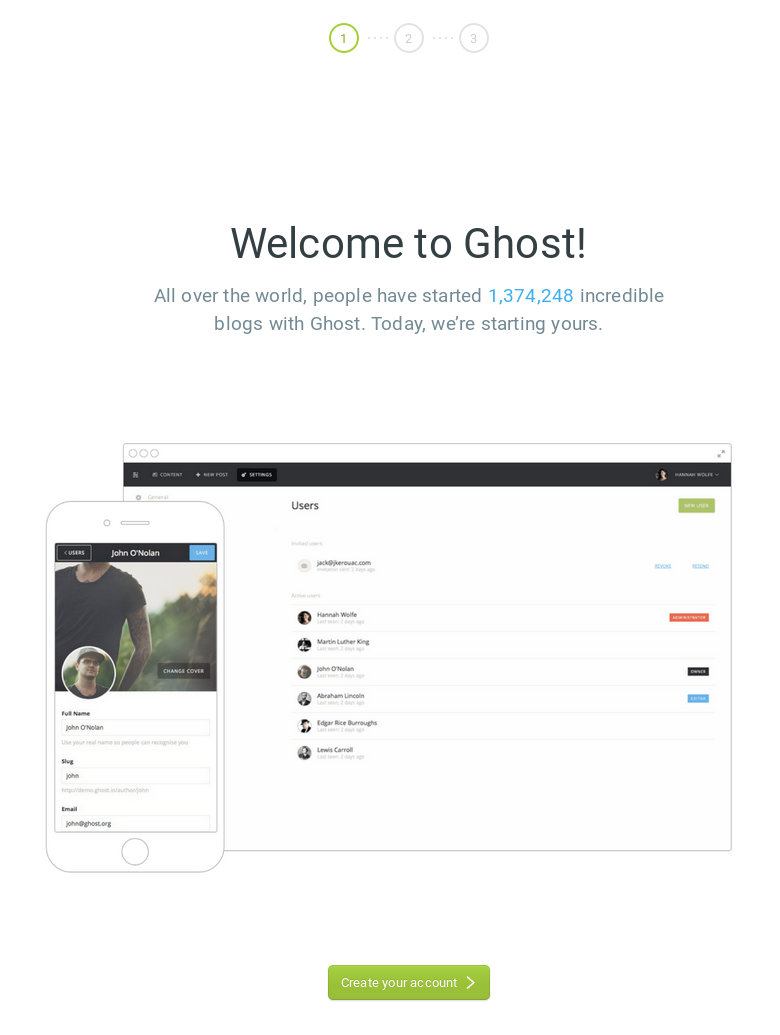 1
2
3
Welcome to Ghost!
All over the world, people have started 1,374,248 incredible
blogs with Ghost. Today, we’re starting yours.
CONTENT
NEW POST
SETTINGS
HANNAH WOLFE
General
Users
NEW USER
Invited users
jack@jkerouac.com
Invitation sent: 2 days ago
REVOKE
RESEND
Active users
Hannah Wolfe
Last seen: 2 days ago
ADMINISTRATOR
Martin Luther King
Last seen: 2 days ago
John O'Nolan
Last seen: 2 days ago
OWNER
Abraham Lincoln
Last seen: 2 days ago
EDITOR
Edgar Rice Burroughs
Last seen: 2 days ago
Lewis Carroll
Last seen: 2 days ago
USERS
John O'Nolan
SAVE
CHANGE COVER
Full Name
John O'Nolan
Use your real name so people can recognise you
Slug
john
http://demo.ghost.io/author/john
Email
john@ghost.org
Create your account